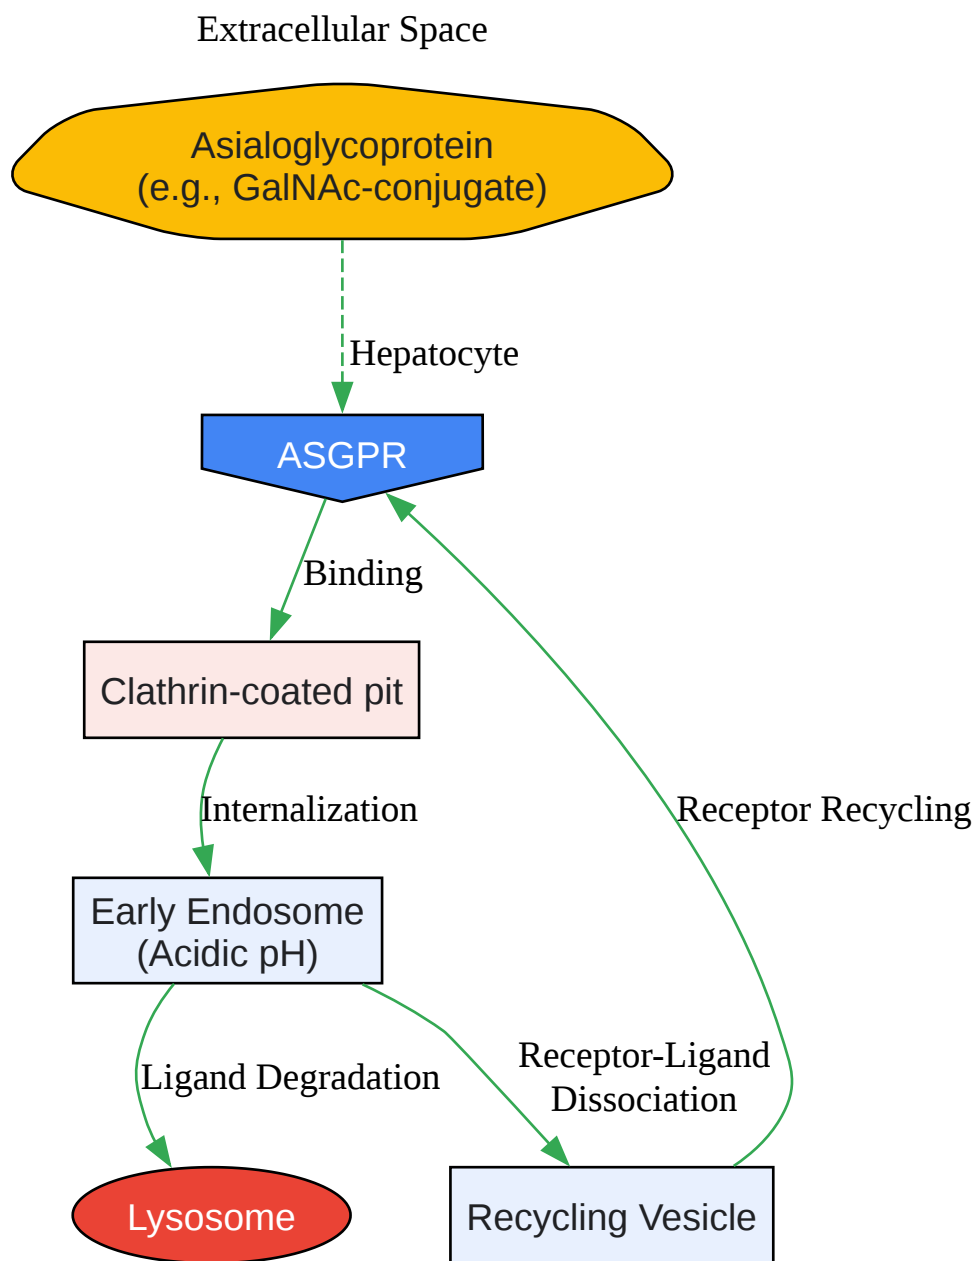 Extracellular Space
Asialoglycoprotein
(e.g., GalNAc-conjugate)
Hepatocyte
ASGPR
Binding
Clathrin-coated pit
Internalization
Receptor Recycling
Early Endosome
(Acidic pH)
Ligand Degradation
Receptor-Ligand
Dissociation
Lysosome
Recycling Vesicle